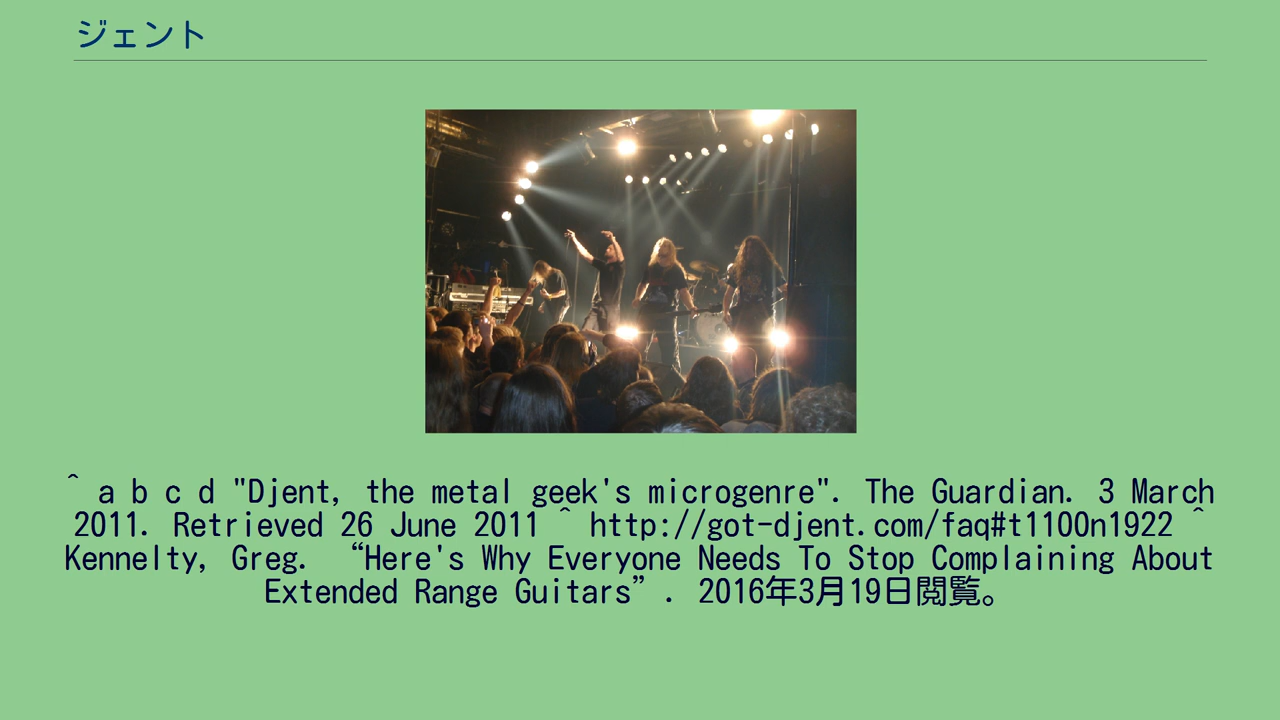 ジェント
^ a b c d "Djent, the metal geek's microgenre". The Guardian. 3 March
2011. Retrieved 26 June 2011 ^ http://got-djent.com/faq#t1100n1922 ^
Kennelty, Greg. “Here's Why Everyone Needs To Stop Complaining About
Extended Range Guitars”. 2016年3月19日閲覧。